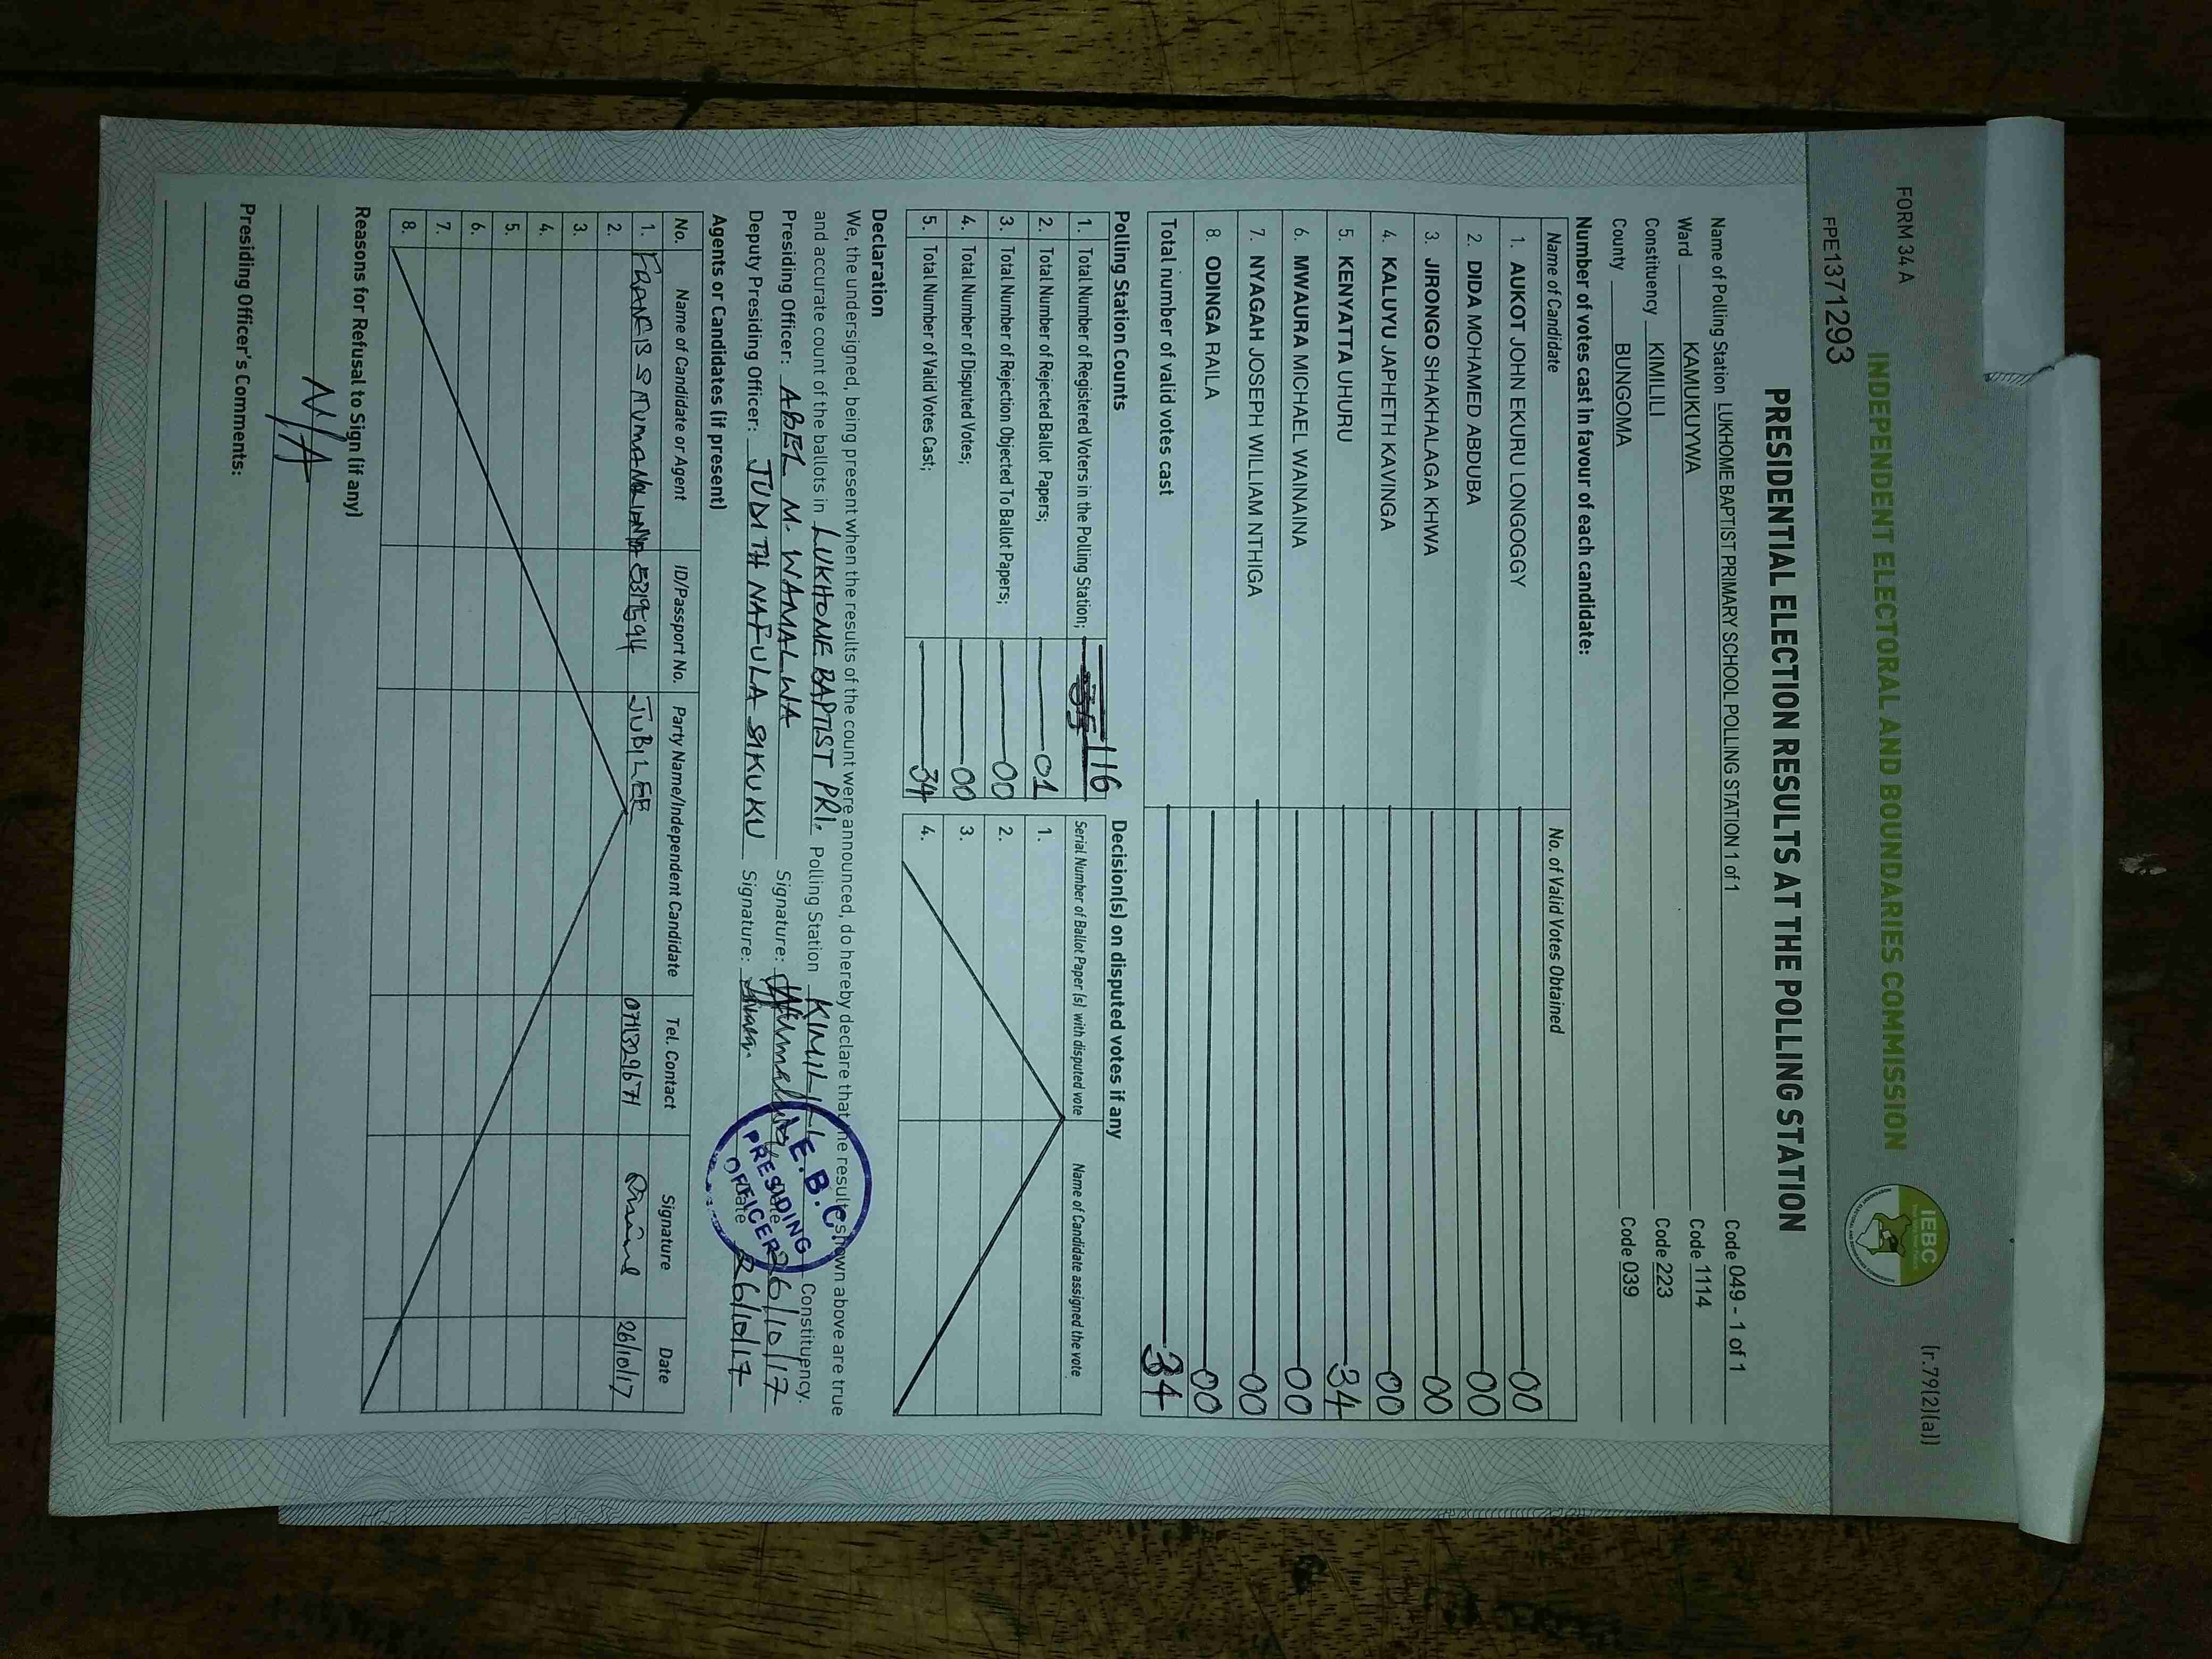 FORM 34 A
(r.79(2)(a))
INDEPENDENT ELECTORAL AND BOUNDARIES COMMISSION
IEBC
FPE1371293
PRESIDENTIAL ELECTION RESULTS AT THE POLLING STATION
Name of Polling Station LUKHOME BAPTIST PRIMARY SCHOOL POLLING STATION 1 of 1 Code 049 - 1 of 1
Ward KAMUKUYWA Code 1114
Constituency KIMILILI Code 223
County BUNGOMA Code 039
Number of votes cast in favour of each candidate:
Name of Candidate No. of Valid Votes Obtained
1. AUKOT JOHN EKURU LONGOGGY 00
2. DIDA MOHAMED ABDUBA 00
3. JIRONGO SHAKHALAGA KHWA 00
4. KALUYU JAPHETH KAVINGA 00
5. KENYATTA UHURU 34
6. MWAURA MICHAEL WAINAINA 00
7. NYAGAH JOSEPH WILLIAM NTHIGA 00
8. ODINGA RAILA 00
Total number of valid votes cast 34
Polling Station Counts
1. Total Number of Registered Voters in the Polling Station; 116
2. Total Number of Rejected Ballot Papers; 01
3. Total Number of Rejection Objected To Ballot Papers; 00
4. Total Number of Disputed Votes; 00
5. Total Number of Valid Votes Cast; 34
Decision(s) on disputed votes if any
Serial Number of Ballot Paper (s) with disputed vote Name of Candidate assigned the vote
1.
2.
3.
4.
Declaration
We, the undersigned, being present when the results of the count were announced, do hereby declare that the results shown above are true
and accurate count of the ballots in LUKHOME BAPTIST PRI. Polling Station KIMILILI Constituency.
Presiding Officer: ABEL M. WAMALWA Signature: Date 26/10/17
Deputy Presiding Officer: JUDITH NAFULA SIKUKU Signature: Date 26/10/17
I.E.B.C
PRESIDING
OFFICER
Agents or Candidates (if present)
No. Name of Candidate or Agent ID/Passport No. Party Name/Independent Candidate Tel. Contact Signature Date
1. FRANCIS JUBILEE 0711329671 26/10/17
2.
3.
4.
5.
6.
7.
8.
Reasons for Refusal to Sign (if any)
N/A
Presiding Officer's Comments: